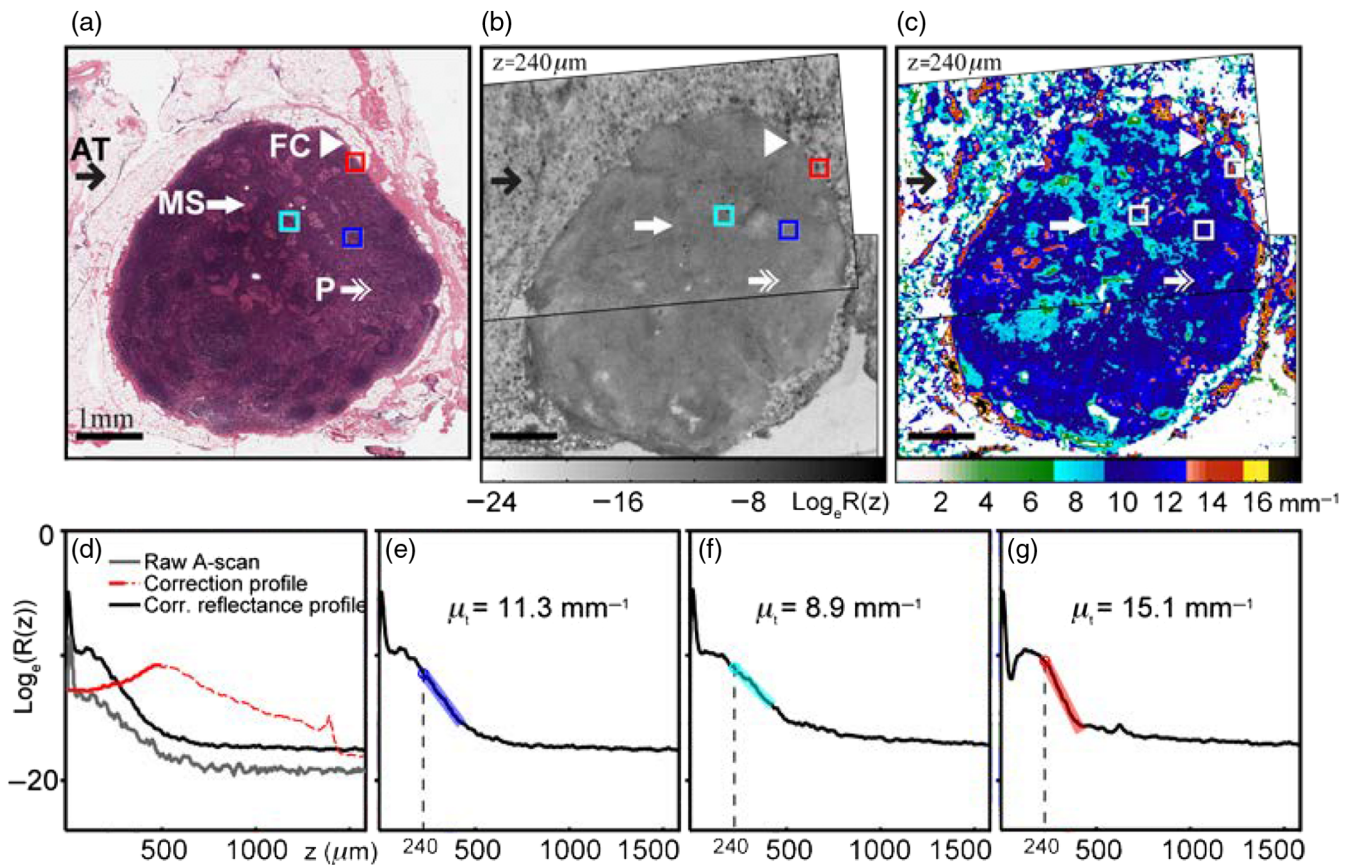 (a)
(b)
(c)
z=240μm
z=240μm
AT
FC
MS
P
1mm
−24 −16 −8 LogₑR(z)
2 4 6 8 10 12 14 16 mm⁻¹
(d)
Raw A-scan
Correction profile
Corr. reflectance profile
(e)
μₜ = 11.3 mm⁻¹
(f)
μₜ = 8.9 mm⁻¹
(g)
μₜ = 15.1 mm⁻¹
Logₑ(R(z))
0
−10
−20
500 1000 z (μm)
240 500 1000 1500
240 500 1000 1500
240 500 1000 1500